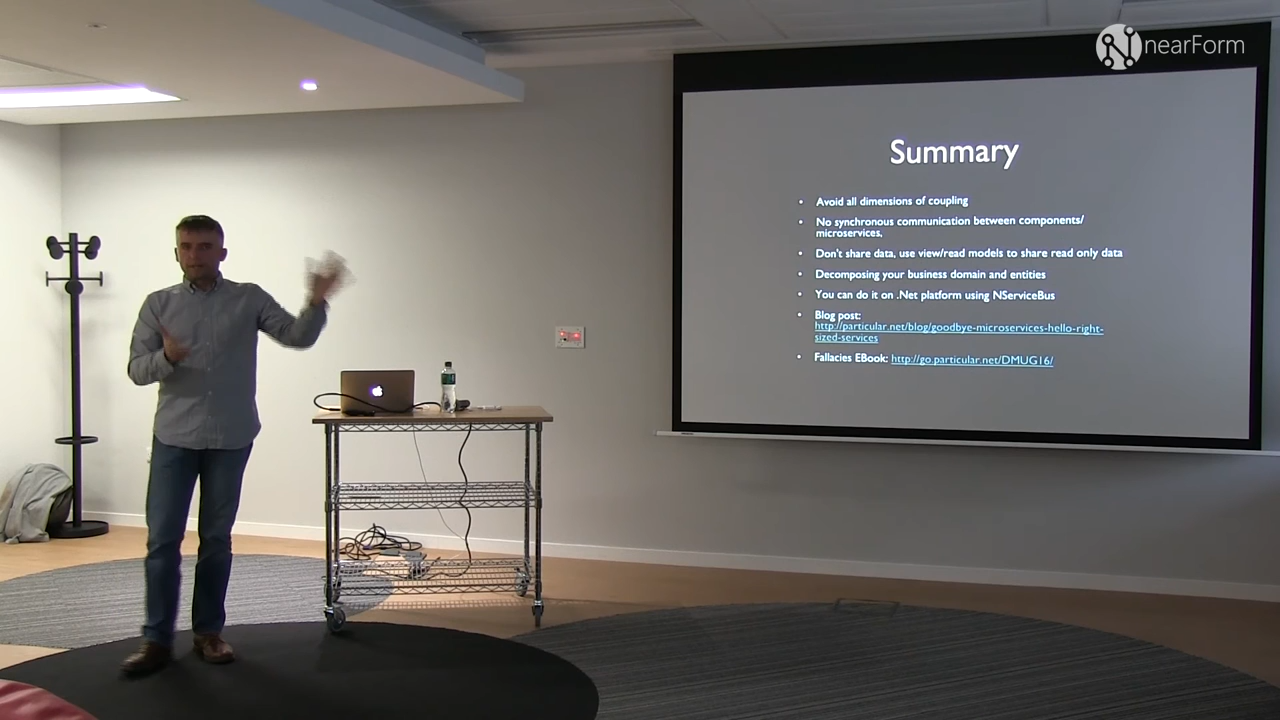 nearForm
Summary
• Avoid all dimensions of coupling
• No synchronous communication between components/
microservices,
• Don't share data, use view/read models to share read only data
• Decomposing your business domain and entities
• You can do it on .Net platform using NServiceBus
• Blog post:
http://particular.net/blog/goodbye-microservices-hello-right-
sized-services
• Fallacies EBook: http://go.particular.net/DMUG16/